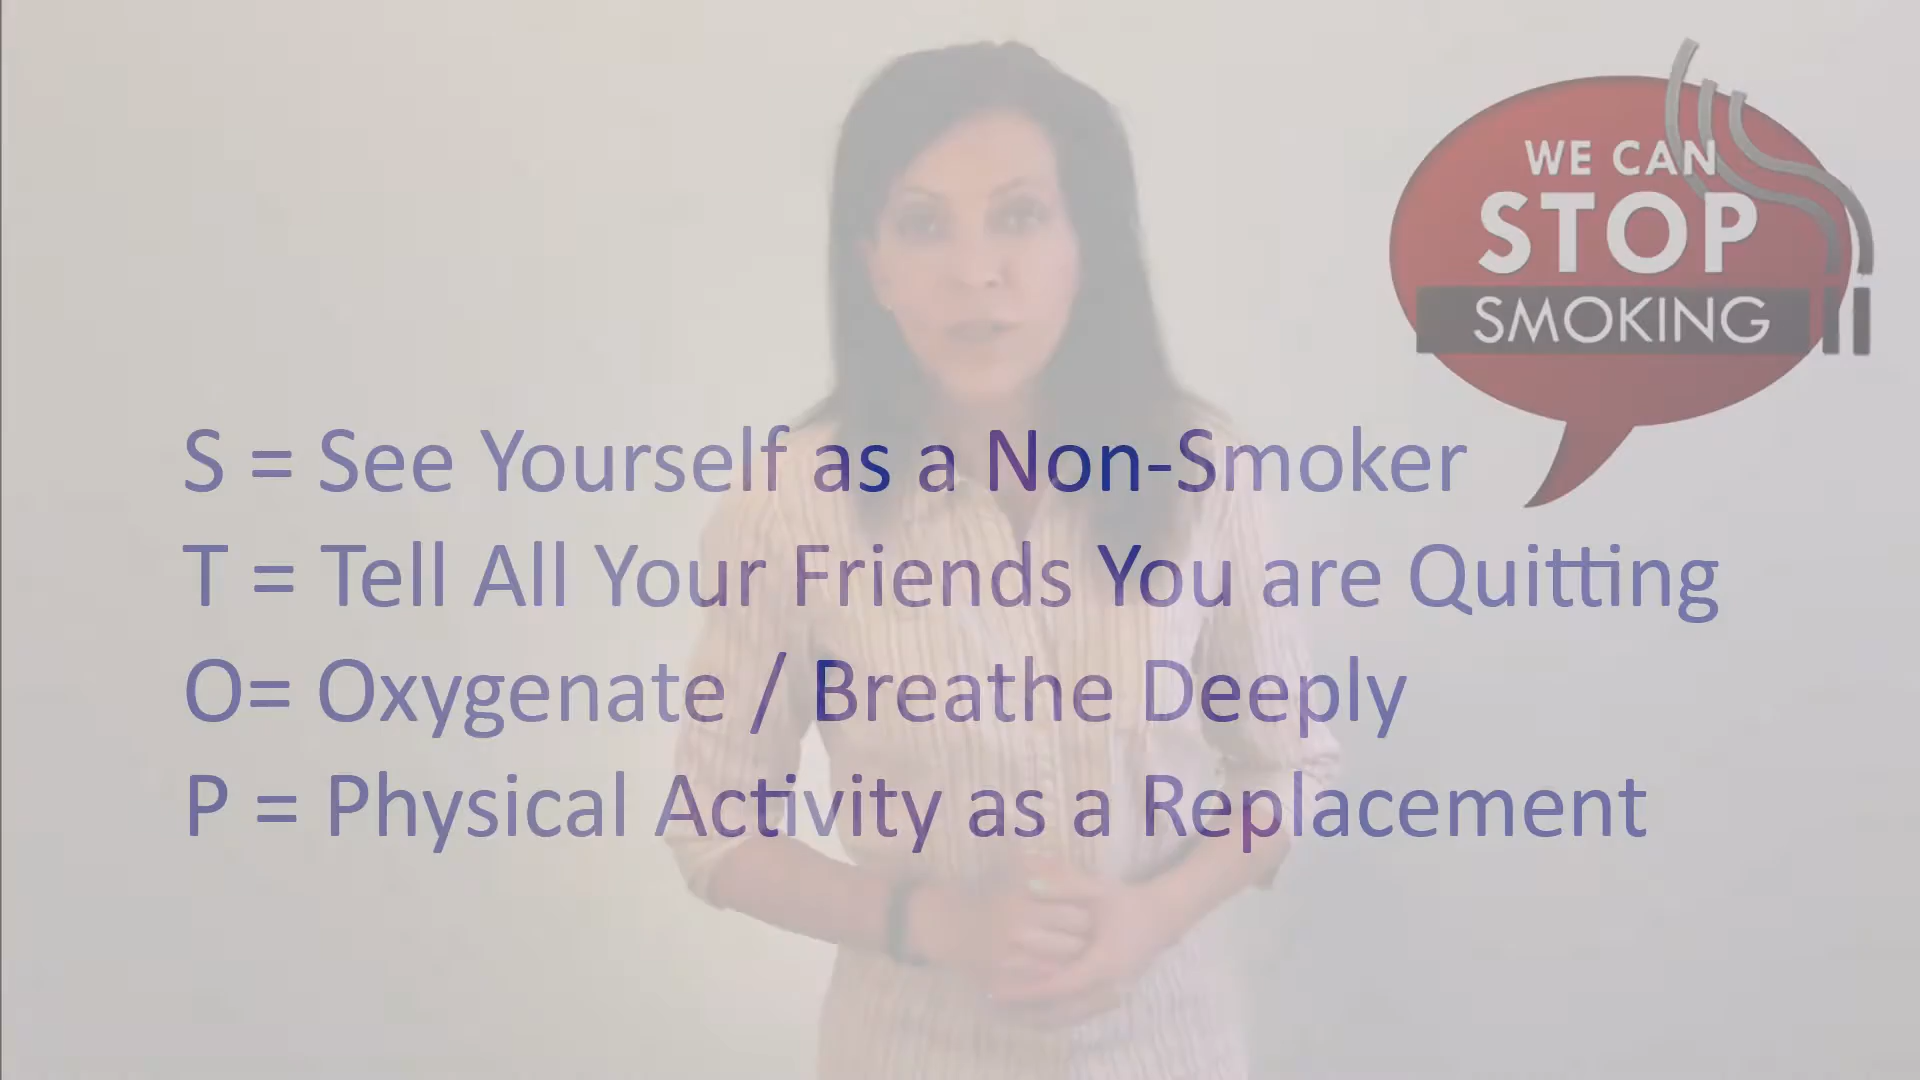 WE CAN
STOP
SMOKING
S = See Yourself as a Non-Smoker
T = Tell All Your Friends You are Quitting
O= Oxygenate / Breathe Deeply
P = Physical Activity as a Replacement